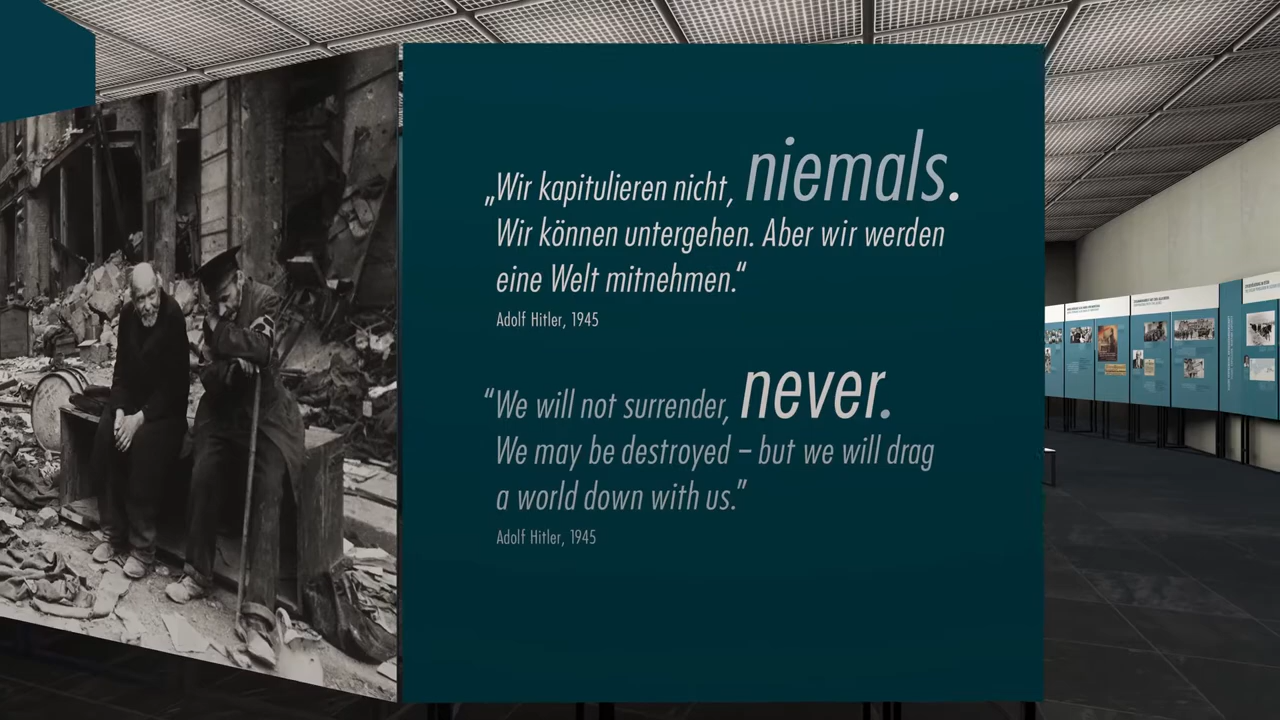 „Wir kapitulieren nicht, niemals.
Wir können untergehen. Aber wir werden
eine Welt mitnehmen.“
Adolf Hitler, 1945
“We will not surrender, never.
We may be destroyed – but we will drag
a world down with us.”
Adolf Hitler, 1945